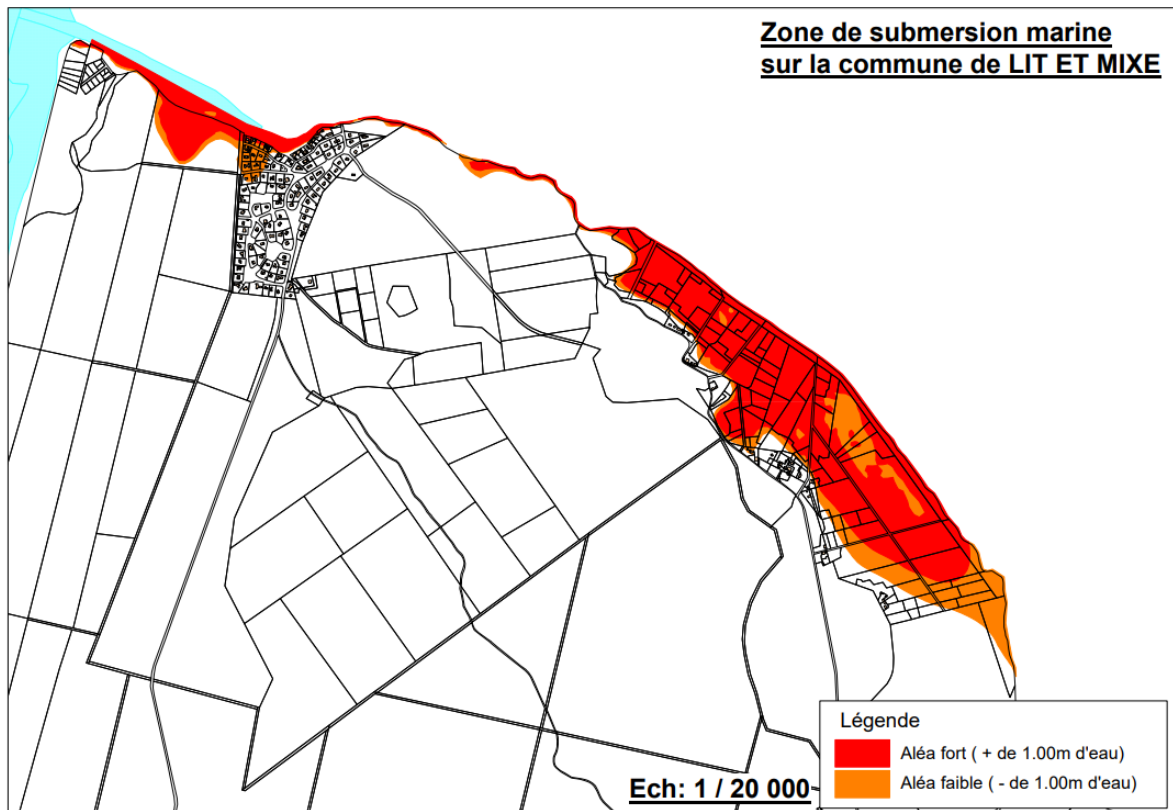 Zone de submersion marine
sur la commune de LIT ET MIXE
Légende
Aléa fort ( + de 1.00m d'eau)
Aléa faible ( - de 1.00m d'eau)
Ech: 1 / 20 000